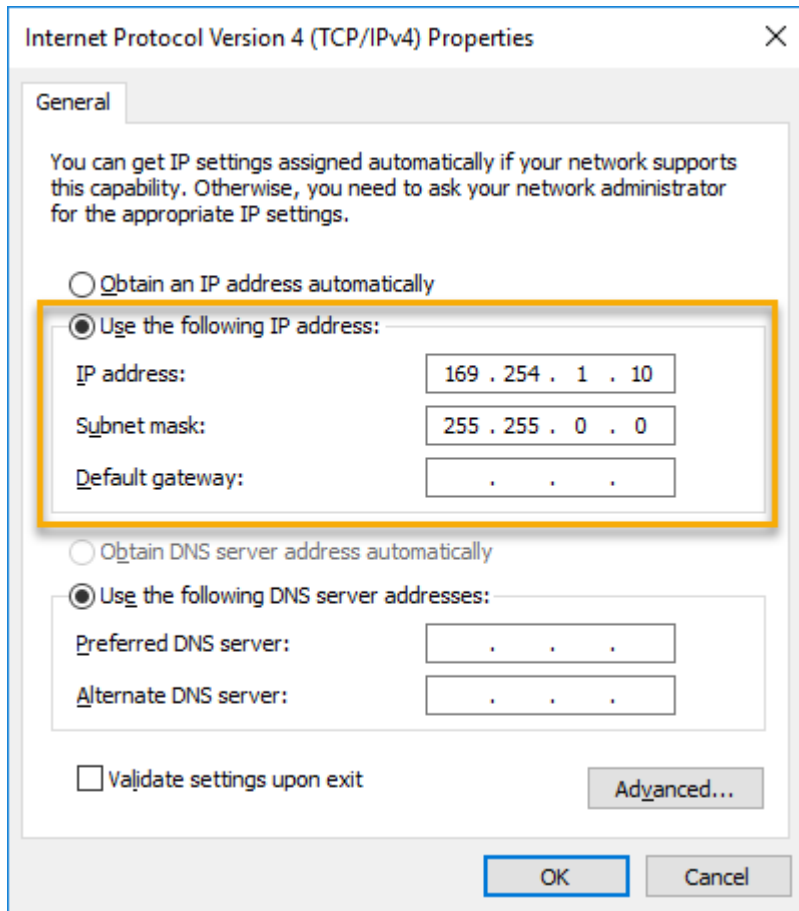 Internet Protocol Version 4 (TCP/IPv4) Properties
General
You can get IP settings assigned automatically if your network supports
this capability. Otherwise, you need to ask your network administrator
for the appropriate IP settings.
Obtain an IP address automatically
Use the following IP address:
IP address: 169 . 254 . 1 . 10
Subnet mask: 255 . 255 . 0 . 0
Default gateway: . . .
Obtain DNS server address automatically
Use the following DNS server addresses:
Preferred DNS server: . . .
Alternate DNS server: . . .
Validate settings upon exit
Advanced...
OK Cancel